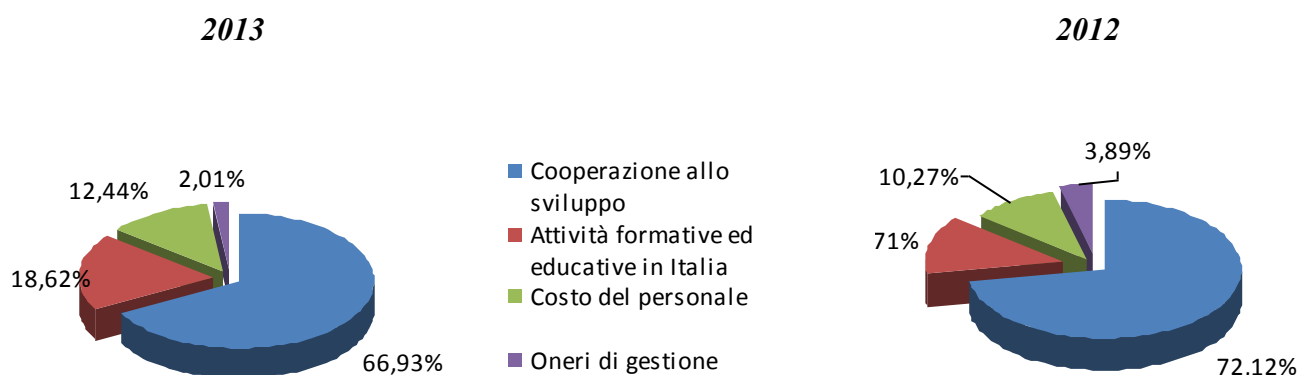 2013
2012
12,44%
2,01%
18,62%
66,93%
Cooperazione allo
sviluppo
Attività formative ed
educative in Italia
Costo del personale
Oneri di gestione
3,89%
10,27%
71%
72,12%